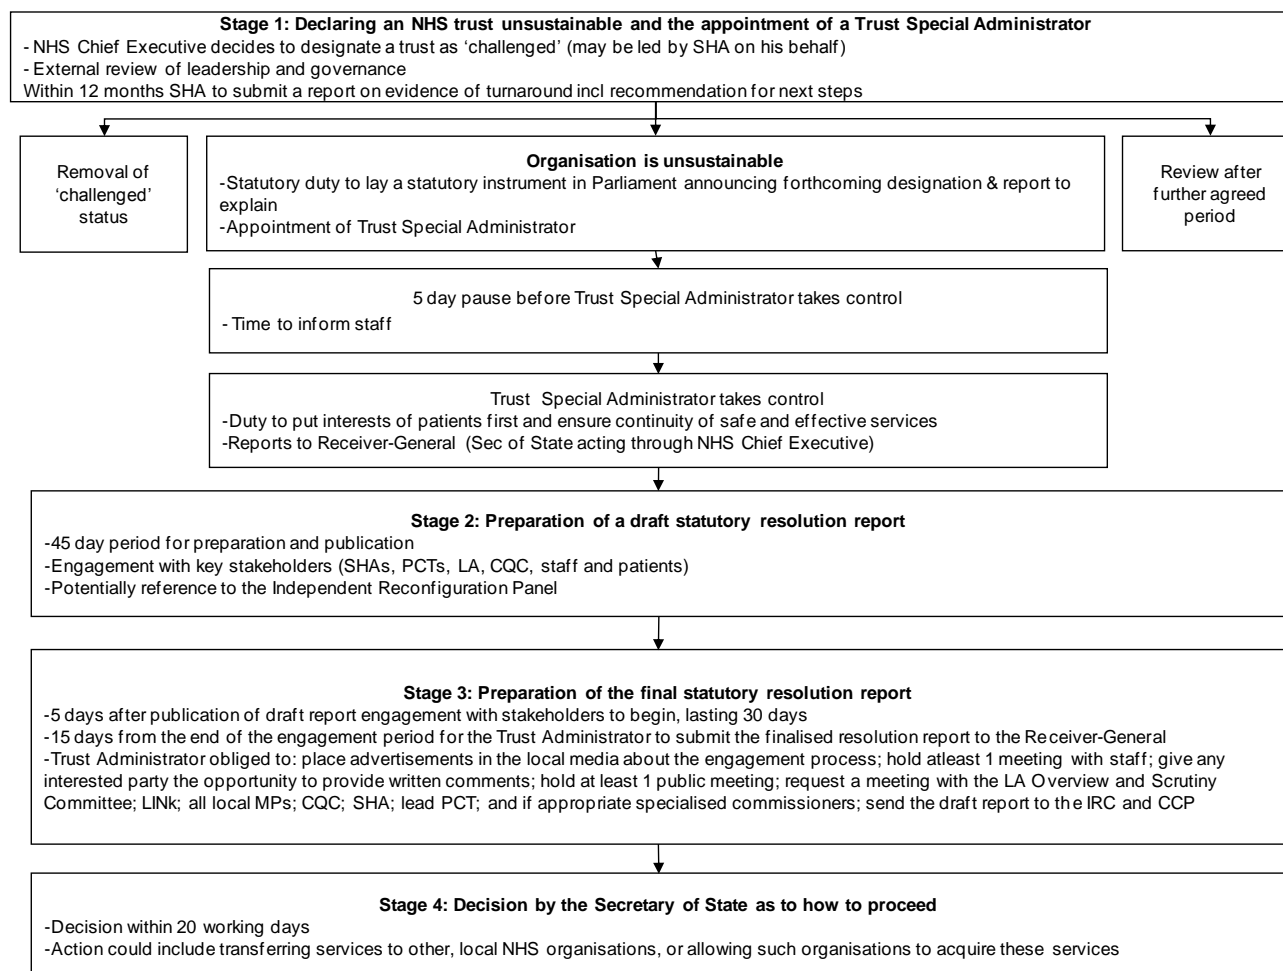 Stage 1: Declaring an NHS trust unsustainable and the appointment of a Trust Special Administrator
- NHS Chief Executive decides to designate a trust as ‘challenged’ (may be led by SHA on his behalf)
- External review of leadership and governance
Within 12 months SHA to submit a report on evidence of turnaround incl recommendation for next steps
Removal of
‘challenged’
status
Organisation is unsustainable
-Statutory duty to lay a statutory instrument in Parliament announcing forthcoming designation & report to
explain
-Appointment of Trust Special Administrator
Review after
further agreed
period
5 day pause before Trust Special Administrator takes control
- Time to inform staff
Trust Special Administrator takes control
-Duty to put interests of patients first and ensure continuity of safe and effective services
-Reports to Receiver-General (Sec of State acting through NHS Chief Executive)
Stage 2: Preparation of a draft statutory resolution report
-45 day period for preparation and publication
-Engagement with key stakeholders (SHAs, PCTs, LA, CQC, staff and patients)
-Potentially reference to the Independent Reconfiguration Panel
Stage 3: Preparation of the final statutory resolution report
-5 days after publication of draft report engagement with stakeholders to begin, lasting 30 days
-15 days from the end of the engagement period for the Trust Administrator to submit the finalised resolution report to the Receiver-General
-Trust Administrator obliged to: place advertisements in the local media about the engagement process; hold atleast 1 meeting with staff; give any
interested party the opportunity to provide written comments; hold at least 1 public meeting; request a meeting with the LA Overview and Scrutiny
Committee; LINk; all local MPs; CQC; SHA; lead PCT; and if appropriate specialised commissioners; send the draft report to the IRC and CCP
Stage 4: Decision by the Secretary of State as to how to proceed
-Decision within 20 working days
-Action could include transferring services to other, local NHS organisations, or allowing such organisations to acquire these services